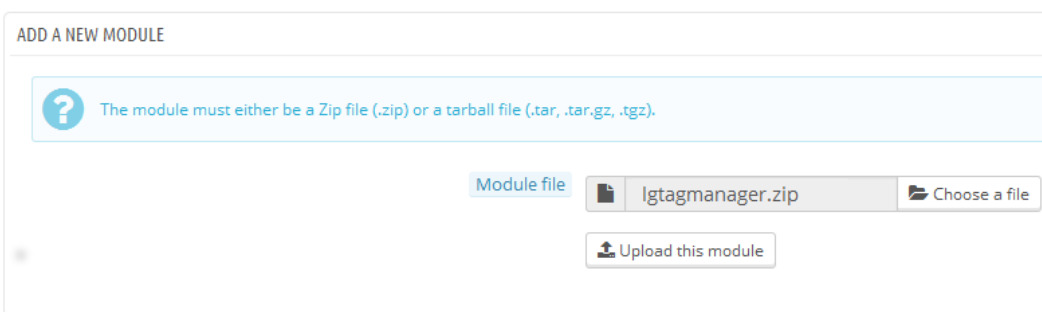 ADD A NEW MODULE
The module must either be a Zip file (.zip) or a tarball file (.tar, .tar.gz, .tgz).
Module file
lgtagmanager.zip
Choose a file
Upload this module